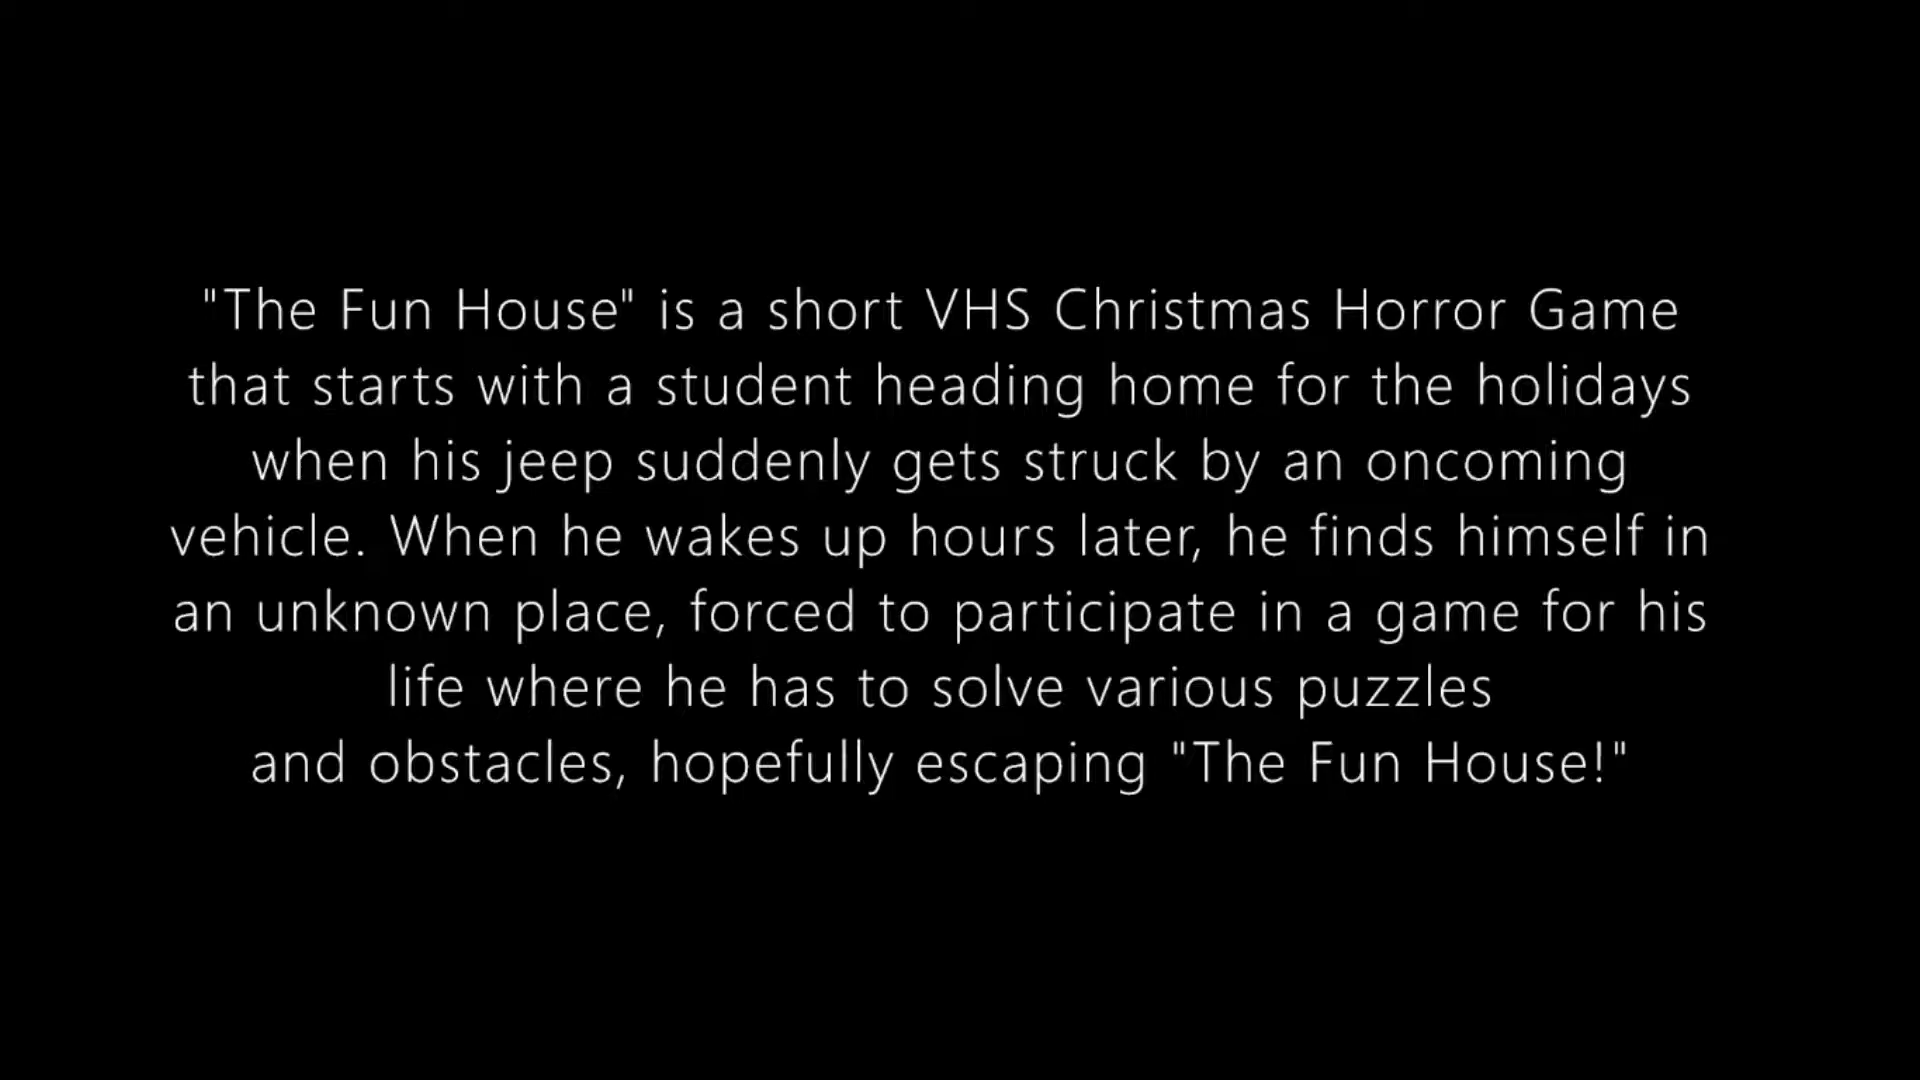 "The Fun House" is a short VHS Christmas Horror Game
that starts with a student heading home for the holidays
when his jeep suddenly gets struck by an oncoming
vehicle. When he wakes up hours later, he finds himself in
an unknown place, forced to participate in a game for his
life where he has to solve various puzzles
and obstacles, hopefully escaping "The Fun House!"